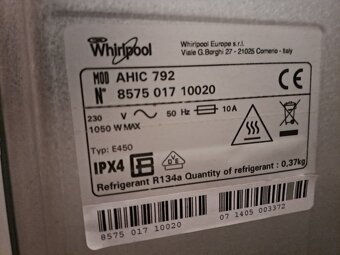 Whirlpool
Whirlpool Europe s.r.l.
Viale G.Borghi 27 - 21025 Comerio - Italy
MOD AHIC 792
N° 8575 017 10020
230 V 50 Hz 10A
1050 W MAX
Typ: E450
IPX4
Refrigerant R134a Quantity of refrigerant : 0,37kg
8575 017 10020
07 1405 003372